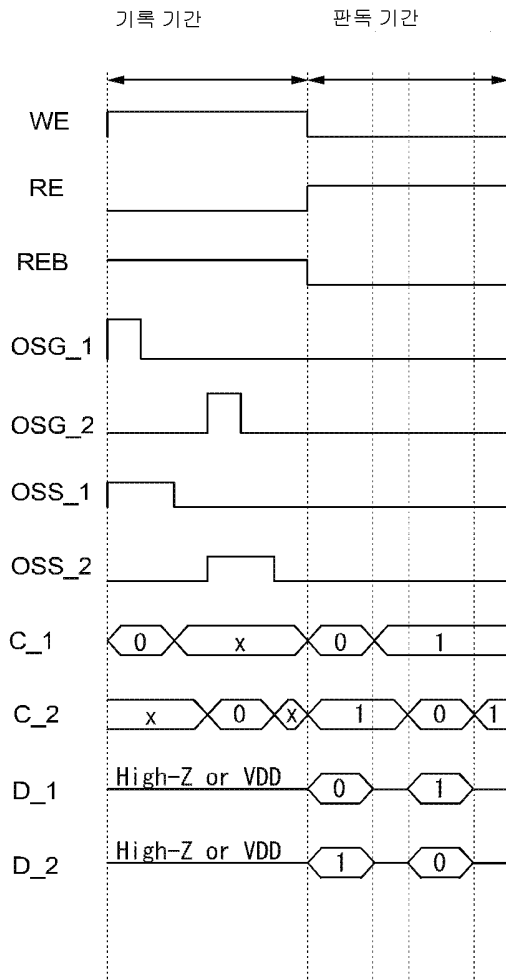 기록 기간 판독 기간
WE
RE
REB
OSG_1
OSG_2
OSS_1
OSS_2
C_1 0 x 0 1
C_2 x 0 x 1 0 1
D_1 High-Z or VDD 0 1
D_2 High-Z or VDD 1 0